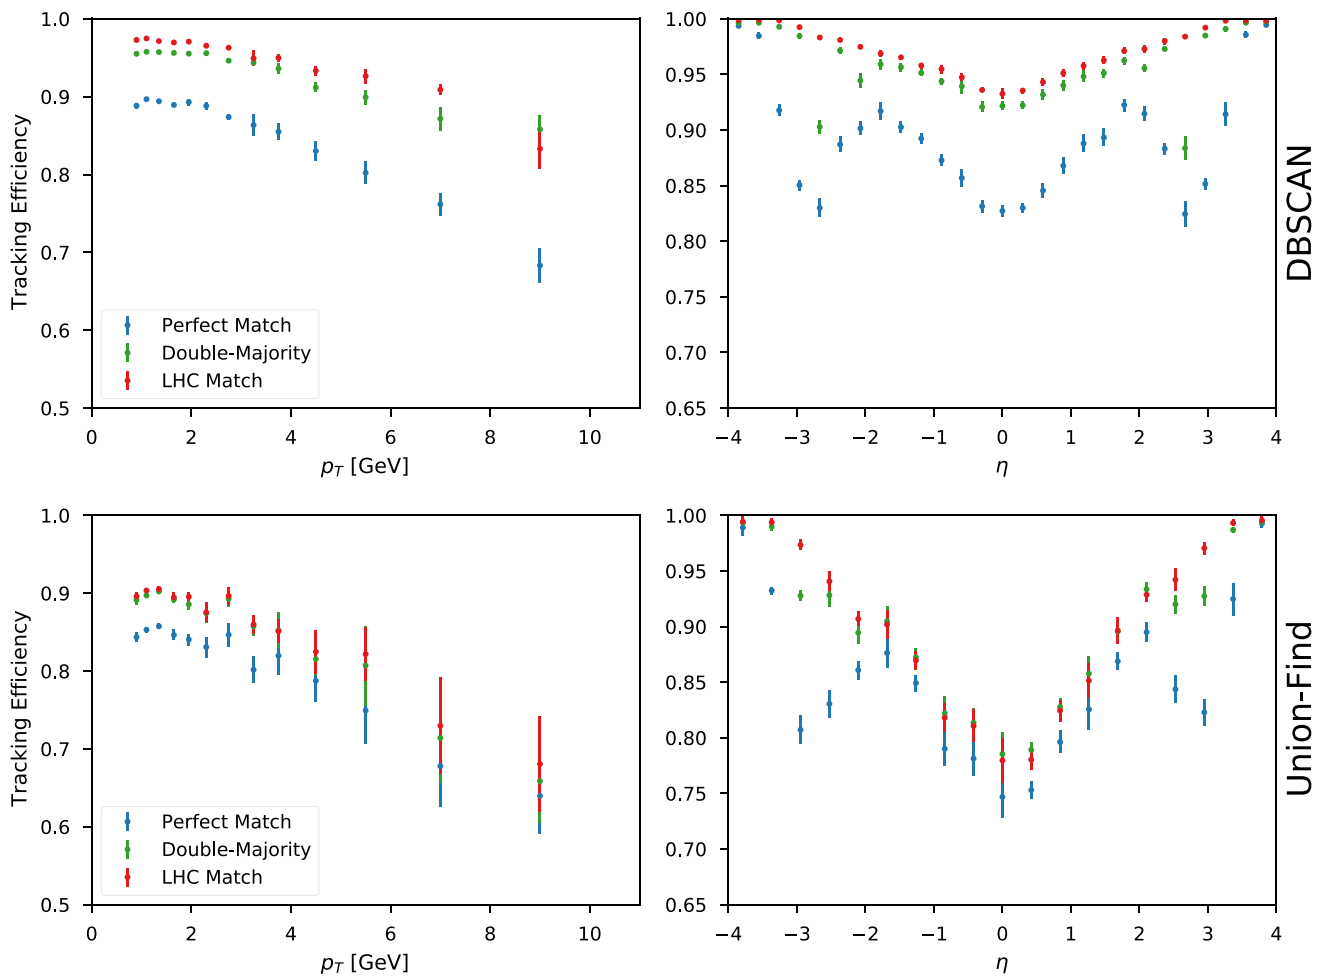 1.0
0.9
0.8
0.7
0.6
0.5
Tracking Efficiency
Perfect Match
Double-Majority
LHC Match
0 2 4 6 8 10
p_T [GeV]
1.00
0.95
0.90
0.85
0.80
0.75
0.70
0.65
−4 −3 −2 −1 0 1 2 3 4
η
DBSCAN
1.0
0.9
0.8
0.7
0.6
0.5
Tracking Efficiency
Perfect Match
Double-Majority
LHC Match
0 2 4 6 8 10
p_T [GeV]
1.00
0.95
0.90
0.85
0.80
0.75
0.70
0.65
−4 −3 −2 −1 0 1 2 3 4
η
Union-Find